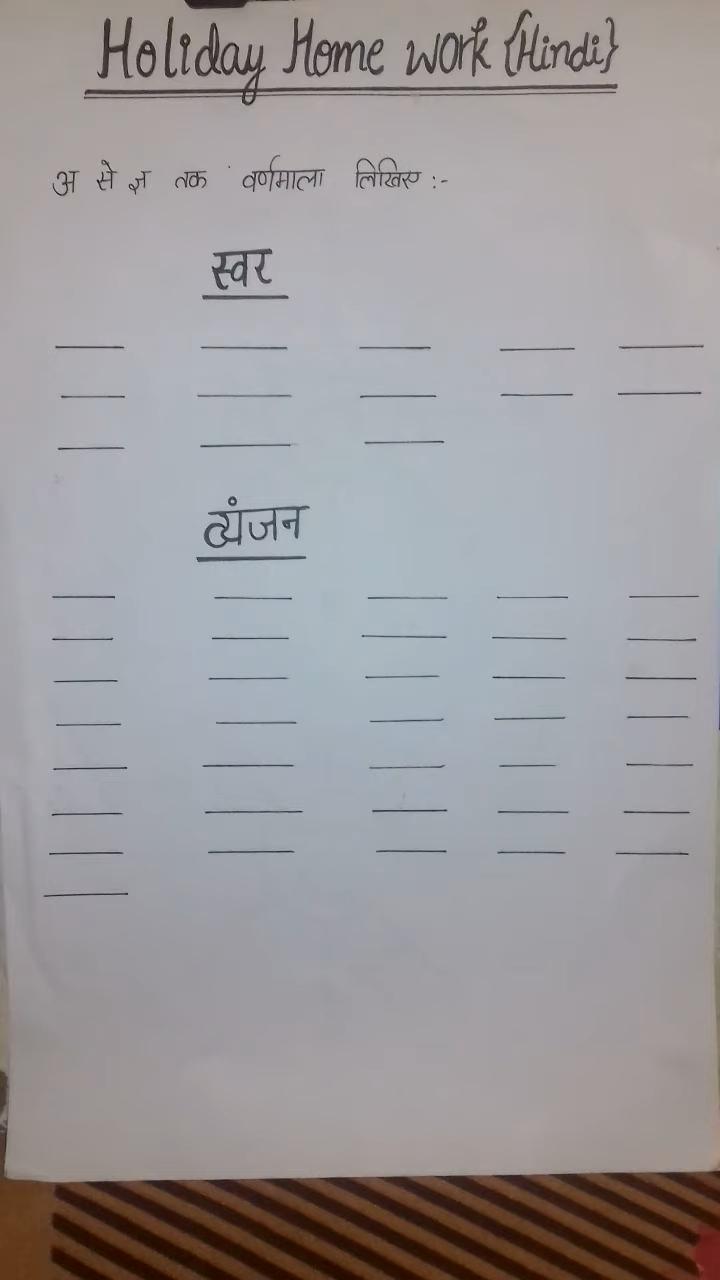 Holiday Home work {Hindi}
अ से ज्ञ तक वर्णमाला लिखिए :-
स्वर
व्यंजन